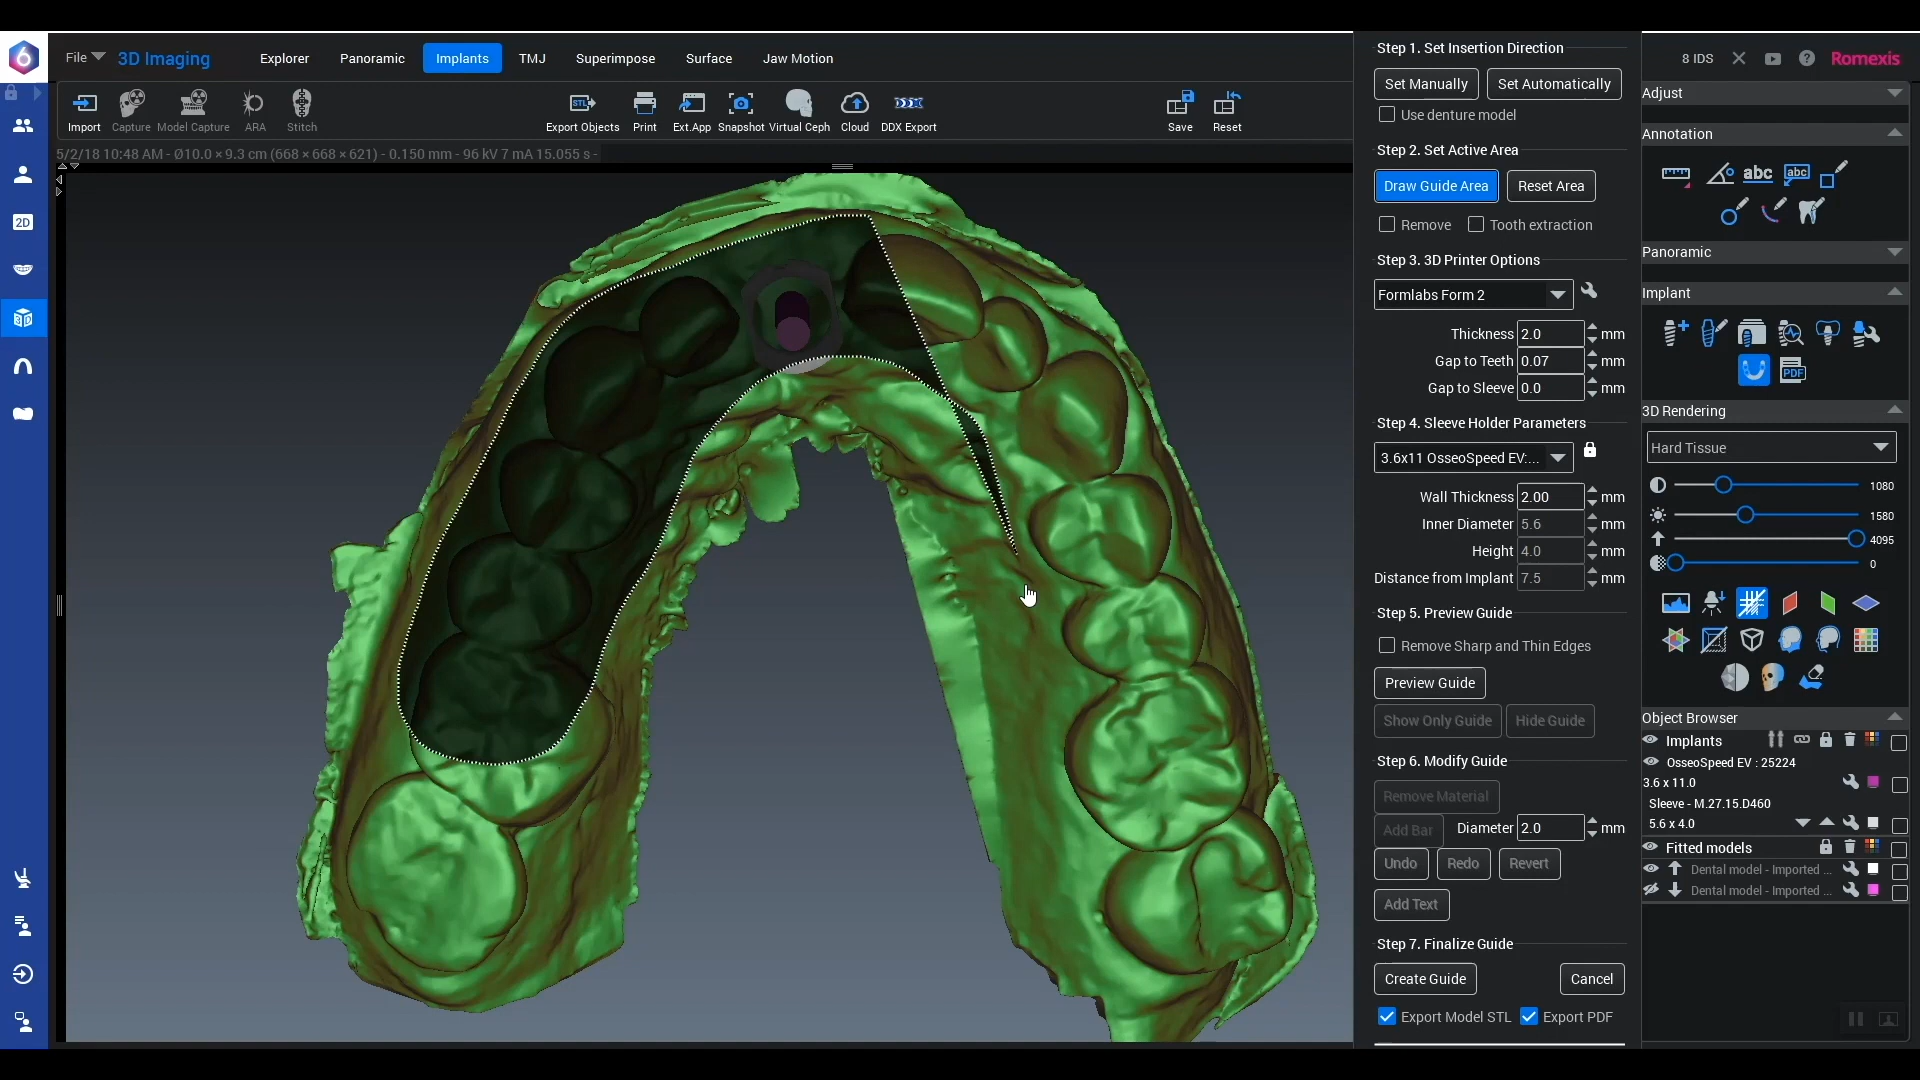 File
3D Imaging
Explorer
Panoramic
Implants
TMJ
Superimpose
Surface
Jaw Motion
8 IDS
Romexis
Import
Capture
Model Capture
ARA
Stitch
Export Objects
Print
Ext.App
Snapshot
Virtual Ceph
Cloud
DDX Export
Save
Reset
5/2/18 10:48 AM - Ø10.0 × 9.3 cm (668 × 668 × 621) - 0.150 mm - 96 kV 7 mA 15.055 s -
6
2D
3D
STL
DDX
Step 1. Set Insertion Direction
Set Manually
Set Automatically
Use denture model
Step 2. Set Active Area
Draw Guide Area
Reset Area
Remove
Tooth extraction
Step 3. 3D Printer Options
Formlabs Form 2
Thickness 2.0 mm
Gap to Teeth 0.07 mm
Gap to Sleeve 0.0 mm
Step 4. Sleeve Holder Parameters
3.6x11 OsseoSpeed EV:...
Wall Thickness 2.00 mm
Inner Diameter 5.6 mm
Height 4.0 mm
Distance from Implant 7.5 mm
Step 5. Preview Guide
Remove Sharp and Thin Edges
Preview Guide
Show Only Guide
Hide Guide
Step 6. Modify Guide
Remove Material
Add Bar
Diameter 2.0 mm
Undo
Redo
Revert
Add Text
Step 7. Finalize Guide
Create Guide
Cancel
Export Model STL
Export PDF
Adjust
Annotation
abc
abc
Panoramic
Implant
PDF
3D Rendering
Hard Tissue
1080
1580
4095
0
Object Browser
Implants
OsseoSpeed EV : 25224
3.6 x 11.0
Sleeve - M.27.15.D460
5.6 x 4.0
Fitted models
Dental model - Imported ...
Dental model - Imported ...